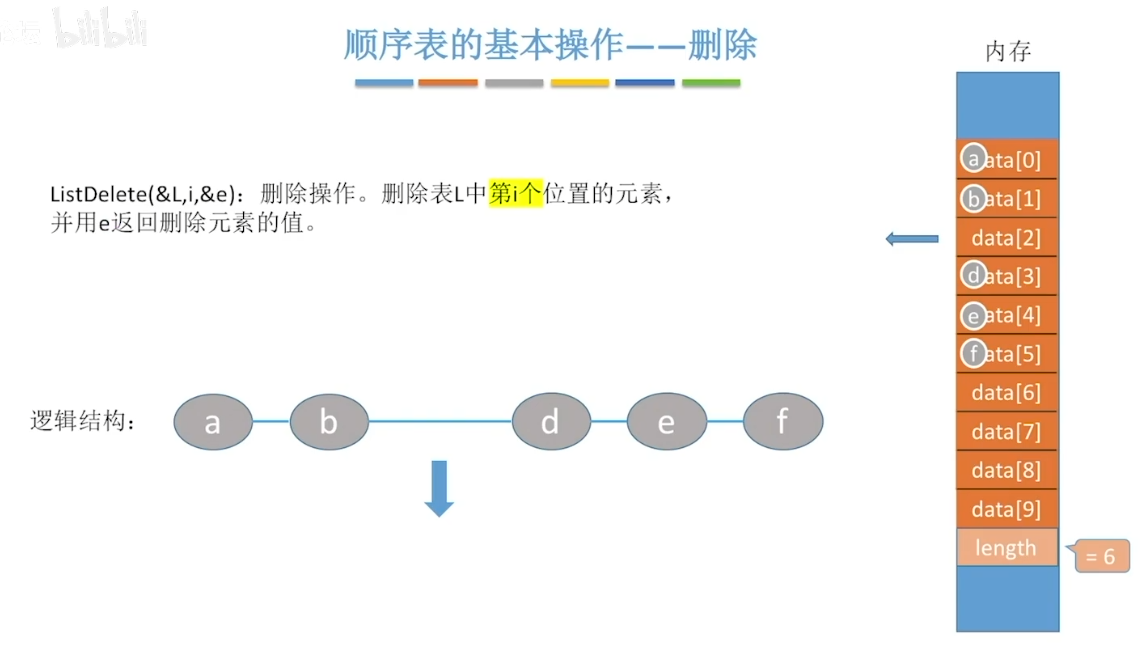 bilibili
顺序表的基本操作——删除
内存
ListDelete(&L,i,&e)：删除操作。删除表L中第i个位置的元素，
并用e返回删除元素的值。
a ata[0]
b ata[1]
data[2]
d ata[3]
e ata[4]
f ata[5]
data[6]
data[7]
data[8]
data[9]
length
= 6
逻辑结构：
a b d e f